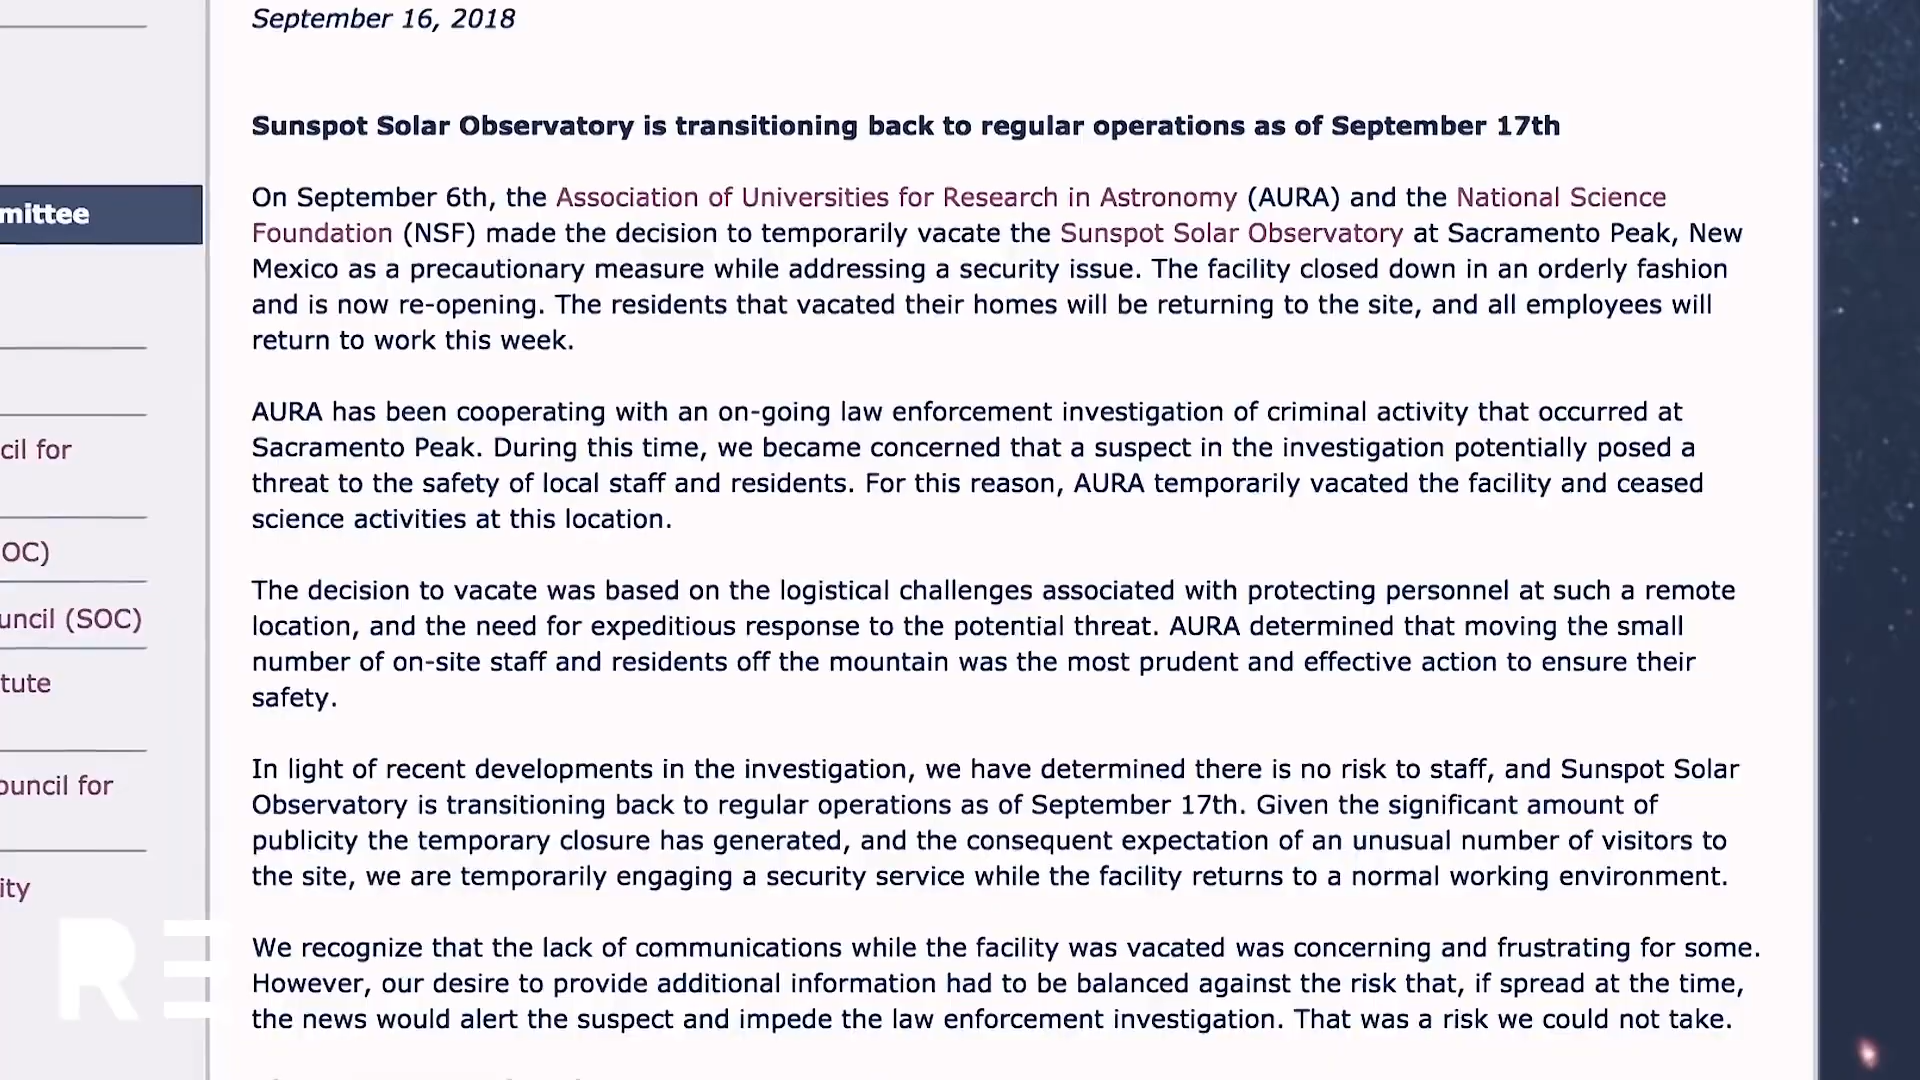 September 16, 2018
Sunspot Solar Observatory is transitioning back to regular operations as of September 17th
On September 6th, the Association of Universities for Research in Astronomy (AURA) and the National Science
Foundation (NSF) made the decision to temporarily vacate the Sunspot Solar Observatory at Sacramento Peak, New
Mexico as a precautionary measure while addressing a security issue. The facility closed down in an orderly fashion
and is now re-opening. The residents that vacated their homes will be returning to the site, and all employees will
return to work this week.
AURA has been cooperating with an on-going law enforcement investigation of criminal activity that occurred at
Sacramento Peak. During this time, we became concerned that a suspect in the investigation potentially posed a
threat to the safety of local staff and residents. For this reason, AURA temporarily vacated the facility and ceased
science activities at this location.
The decision to vacate was based on the logistical challenges associated with protecting personnel at such a remote
location, and the need for expeditious response to the potential threat. AURA determined that moving the small
number of on-site staff and residents off the mountain was the most prudent and effective action to ensure their
safety.
In light of recent developments in the investigation, we have determined there is no risk to staff, and Sunspot Solar
Observatory is transitioning back to regular operations as of September 17th. Given the significant amount of
publicity the temporary closure has generated, and the consequent expectation of an unusual number of visitors to
the site, we are temporarily engaging a security service while the facility returns to a normal working environment.
We recognize that the lack of communications while the facility was vacated was concerning and frustrating for some.
However, our desire to provide additional information had to be balanced against the risk that, if spread at the time,
the news would alert the suspect and impede the law enforcement investigation. That was a risk we could not take.
mittee
cil for
OC)
uncil (SOC)
tute
ouncil for
ity
RE